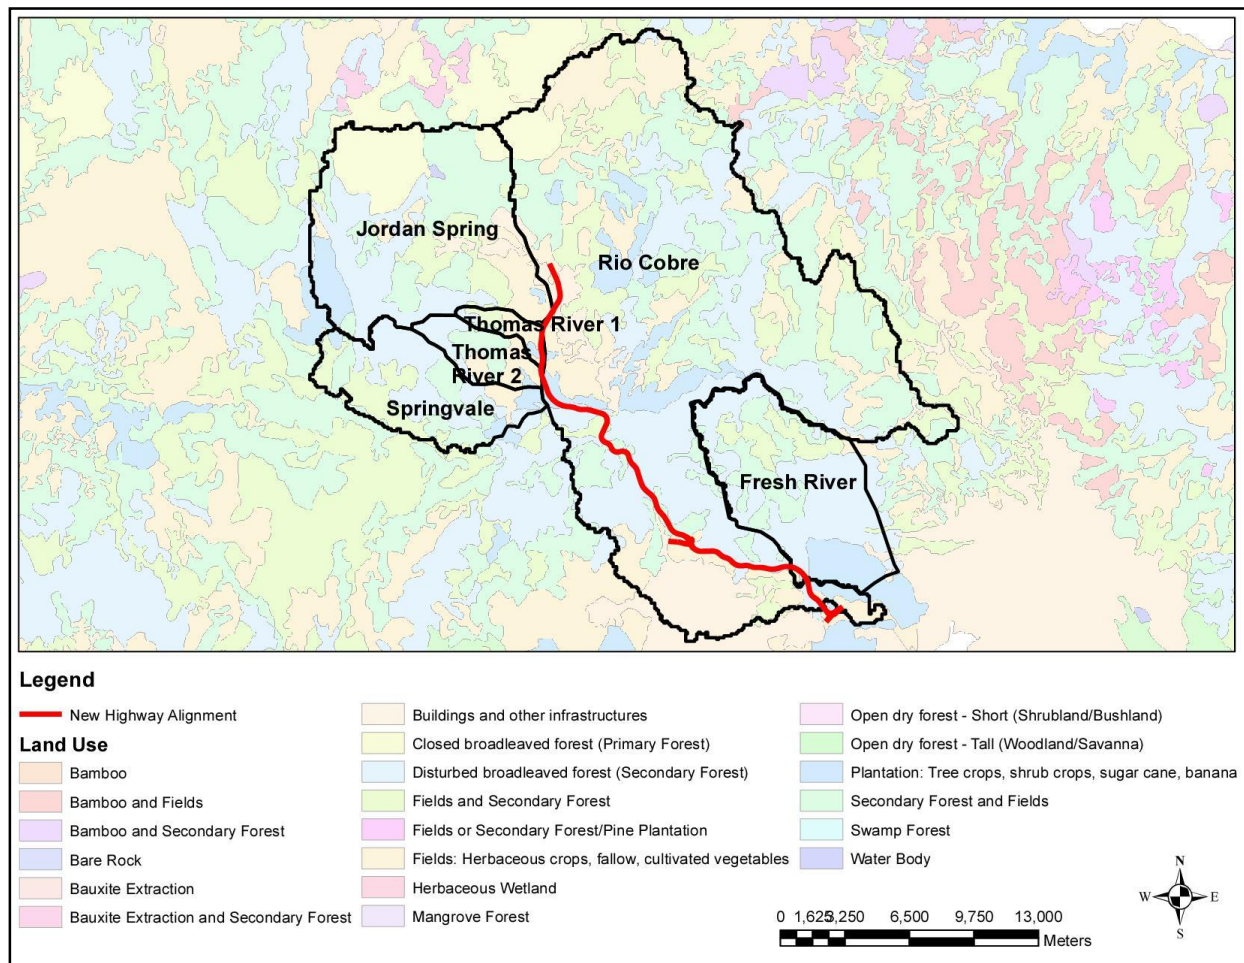 Jordan Spring
Rio Cobre
Thomas River 1
Thomas
River 2
Springvale
Fresh River
Legend
New Highway Alignment
Land Use
Bamboo
Bamboo and Fields
Bamboo and Secondary Forest
Bare Rock
Bauxite Extraction
Bauxite Extraction and Secondary Forest
Buildings and other infrastructures
Closed broadleaved forest (Primary Forest)
Disturbed broadleaved forest (Secondary Forest)
Fields and Secondary Forest
Fields or Secondary Forest/Pine Plantation
Fields: Herbaceous crops, fallow, cultivated vegetables
Herbaceous Wetland
Mangrove Forest
Open dry forest - Short (Shrubland/Bushland)
Open dry forest - Tall (Woodland/Savanna)
Plantation: Tree crops, shrub crops, sugar cane, banana
Secondary Forest and Fields
Swamp Forest
Water Body
N
W E
S
0 1,625 3,250 6,500 9,750 13,000
Meters